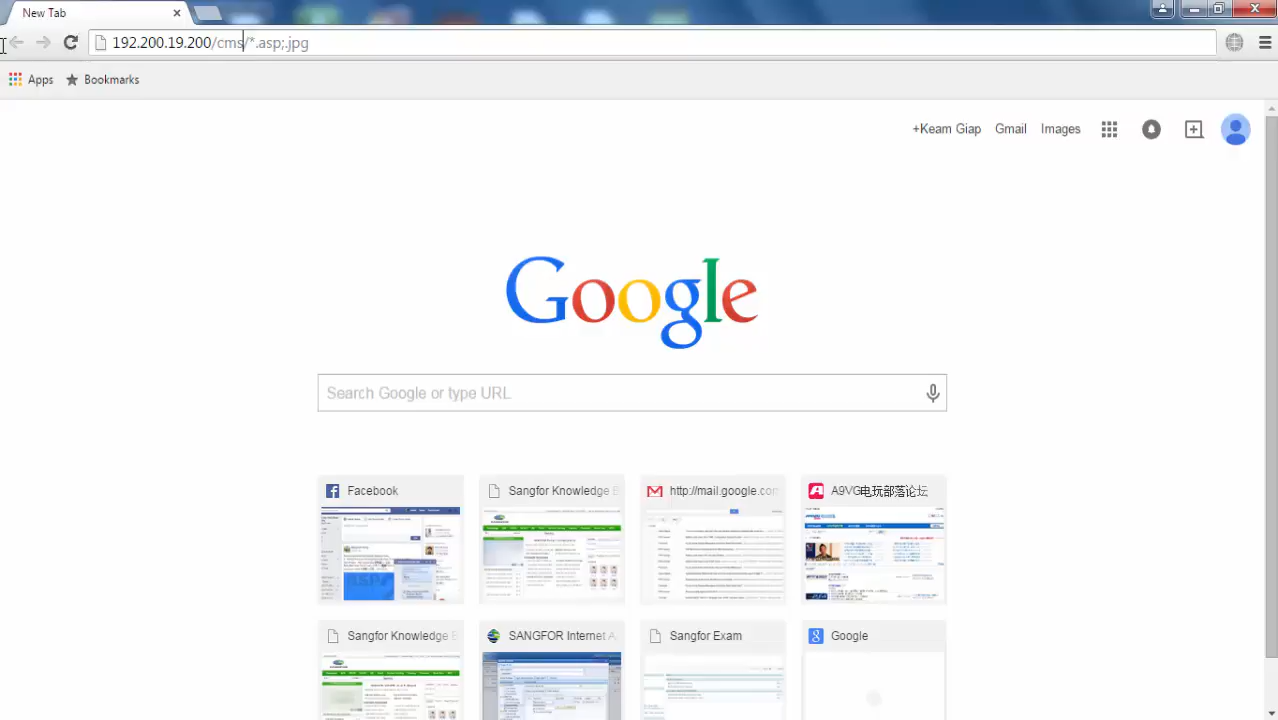 New Tab
192.200.19.200/cms/*.asp;.jpg
Apps Bookmarks
+Keam Giap Gmail Images
Google
Search Google or type URL
Facebook
Sangfor Knowledge B
http://mail.google.com
A9VG电玩部落论坛
Sangfor Knowledge B
SANGFOR Internet A
Sangfor Exam
Google